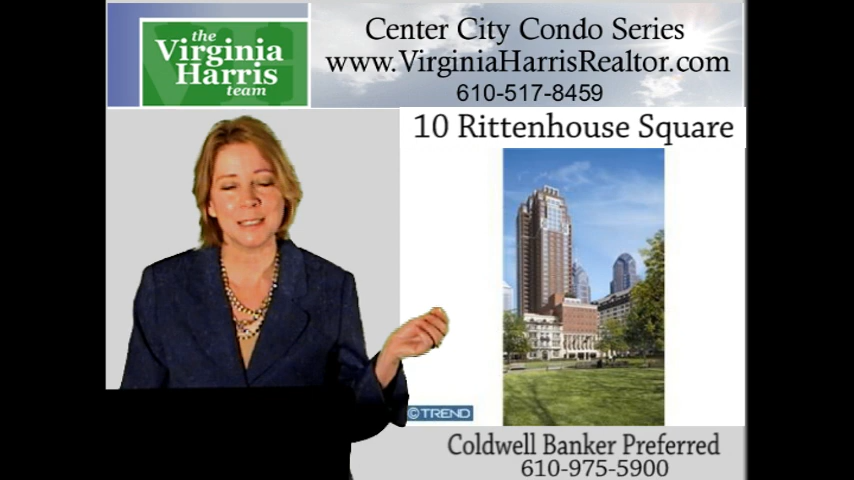 the
Virginia
Harris
team
Center City Condo Series
www.VirginiaHarrisRealtor.com
610-517-8459
10 Rittenhouse Square
©TREND
Coldwell Banker Preferred
610-975-5900